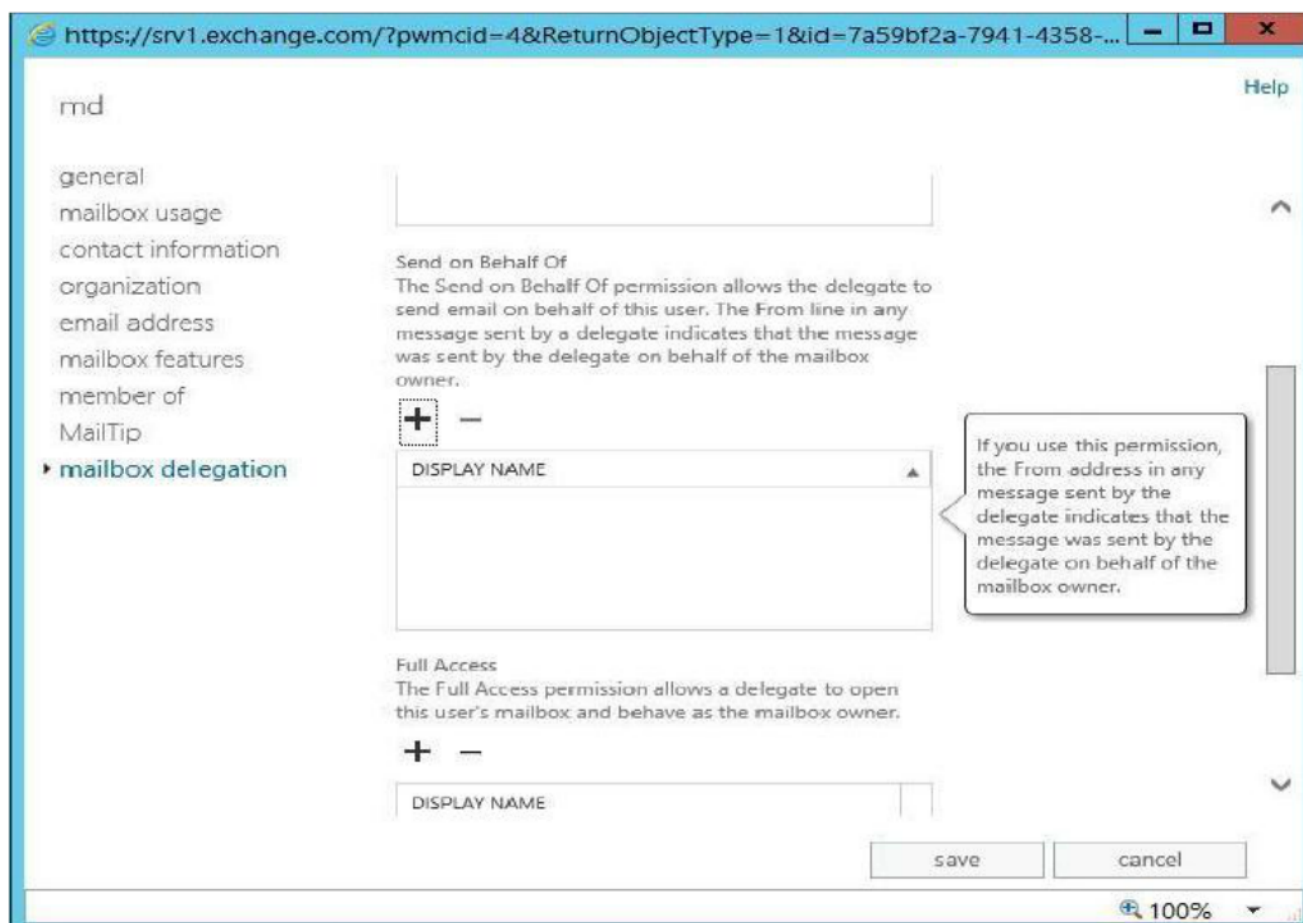 https://srv1.exchange.com/?pwmcid=4&ReturnObjectType=1&id=7a59bf2a-7941-4358-...
Help
md
general
mailbox usage
contact information
organization
email address
mailbox features
member of
MailTip
mailbox delegation
Send on Behalf Of
The Send on Behalf Of permission allows the delegate to
send email on behalf of this user. The From line in any
message sent by a delegate indicates that the message
was sent by the delegate on behalf of the mailbox
owner.
DISPLAY NAME
If you use this permission,
the From address in any
message sent by the
delegate indicates that the
message was sent by the
delegate on behalf of the
mailbox owner.
Full Access
The Full Access permission allows a delegate to open
this user's mailbox and behave as the mailbox owner.
DISPLAY NAME
save
cancel
100%